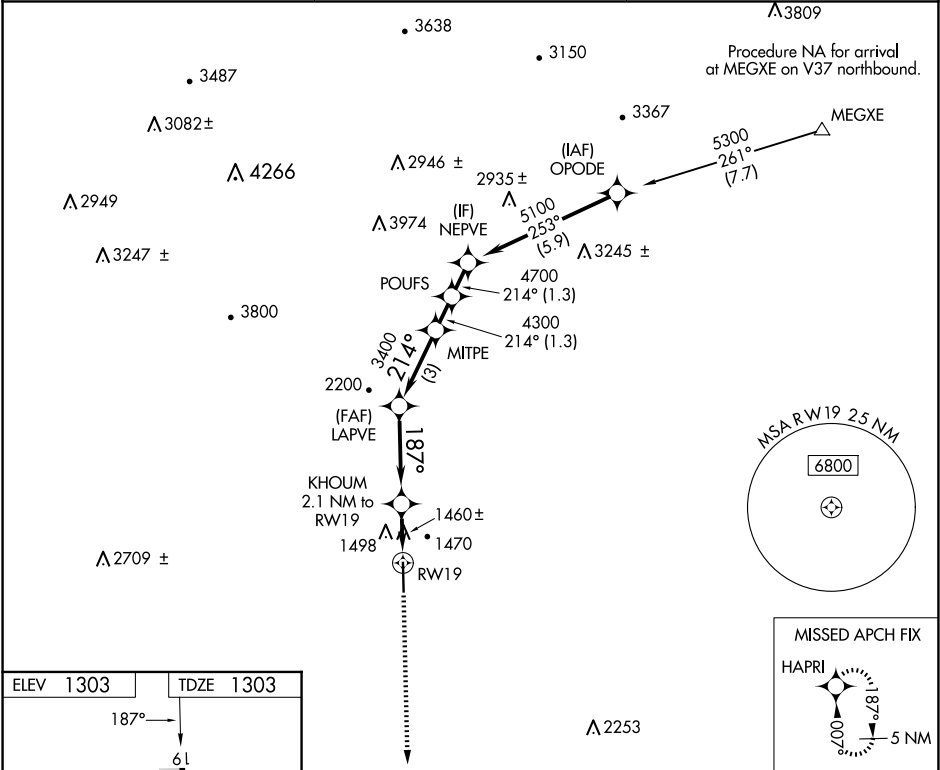 3809
3638
3150
Procedure NA for arrival
at MEGXE on V37 northbound.
3487
3367
MEGXE
3082±
5300
261°
(7.7)
(IAF)
OPODE
2946 ±
4266
2935 ±
2949
5100
253°
(5.9)
(IF)
NEPVE
3974
3245 ±
3247 ±
POUFS
4700
214° (1.3)
3800
4300
214° (1.3)
MITPE
3400
214°
(3)
2200
(FAF)
LAPVE
187°
MSA RW19 25 NM
6800
KHOUM
2.1 NM to
RW19
1460±
1498
1470
2709 ±
RW19
MISSED APCH FIX
HAPRI
187°
007°
5 NM
ELEV 1303
TDZE 1303
187°
19
2253